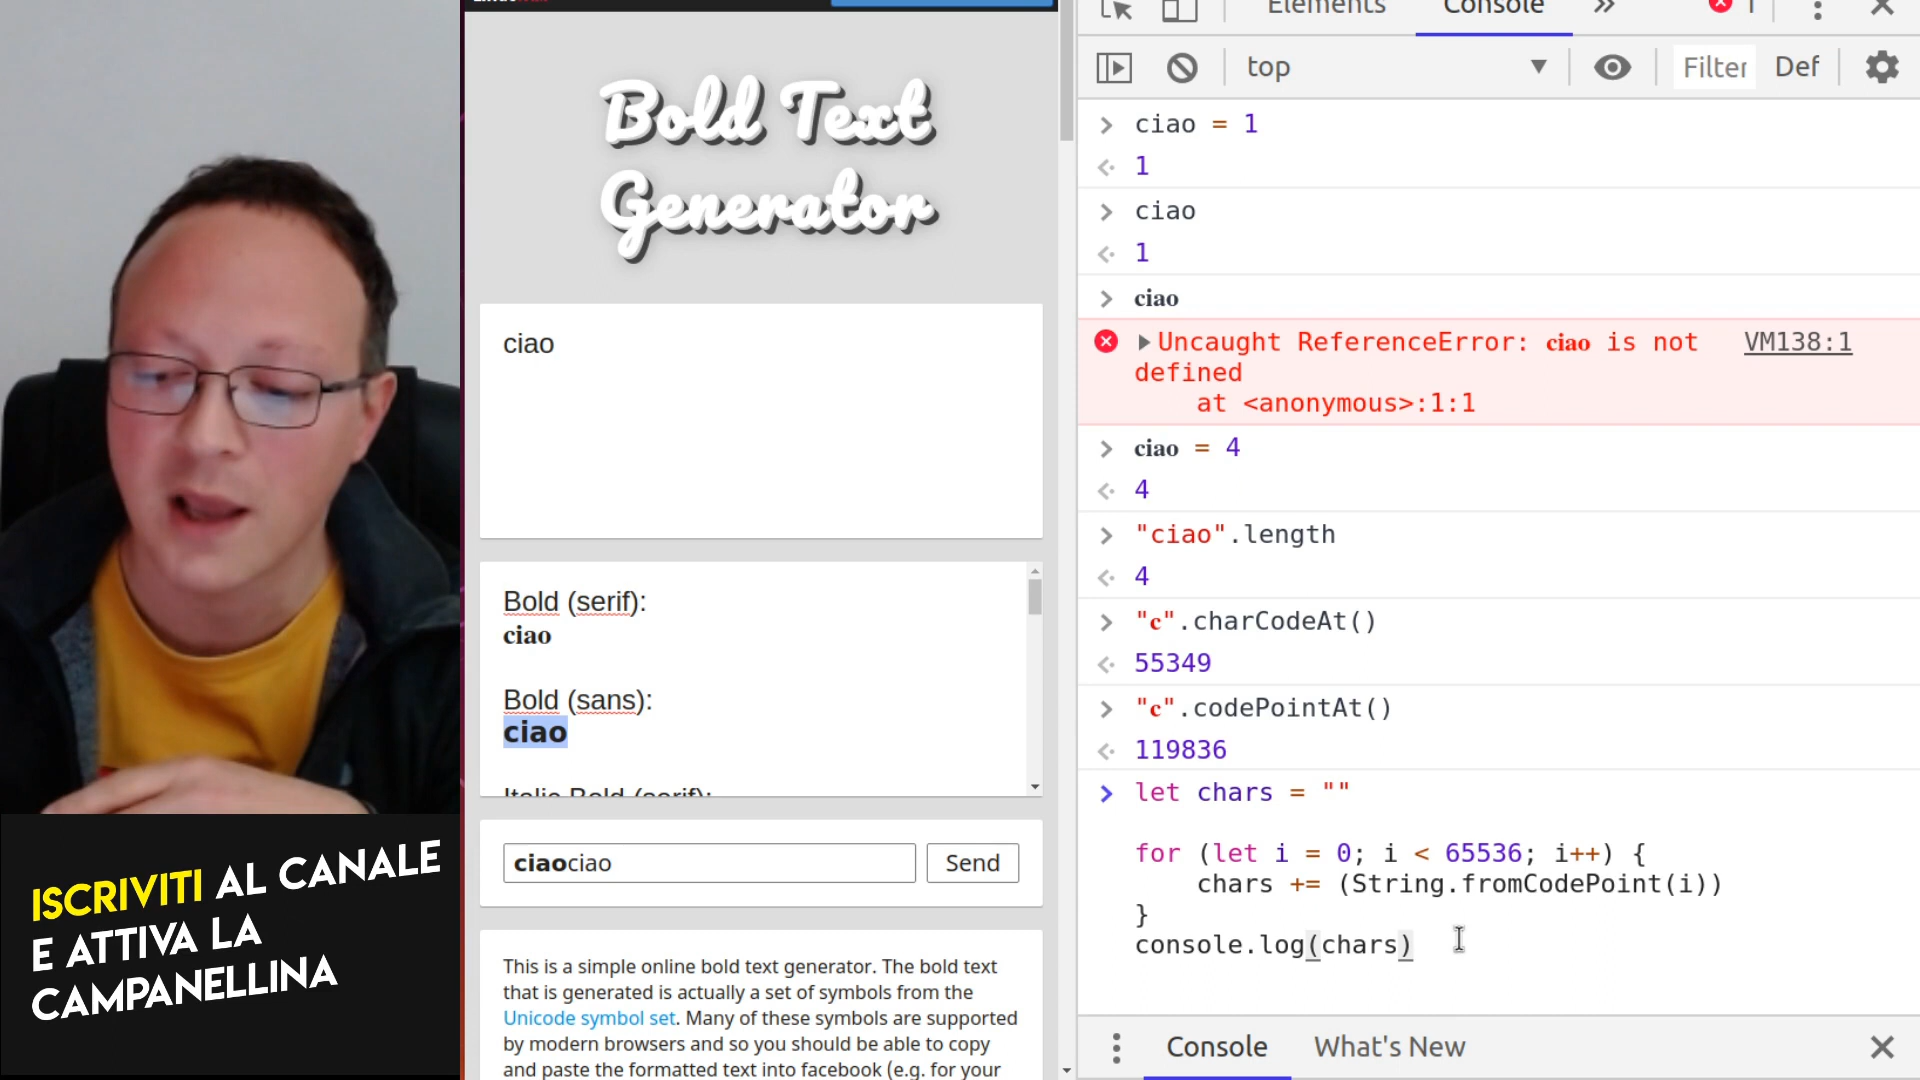 Bold Text
Generator
ciao
Bold (serif):
𝐜𝐢𝐚𝐨
Bold (sans):
𝗰𝗶𝗮𝗼
Italic Bold (serif):
𝗰𝗶𝗮𝗼ciao
Send
This is a simple online bold text generator. The bold text
that is generated is actually a set of symbols from the
Unicode symbol set. Many of these symbols are supported
by modern browsers and so you should be able to copy
and paste the formatted text into facebook (e.g. for your
ISCRIVITI AL CANALE
E ATTIVA LA
CAMPANELLINA
Elements Console » 1
top Filter Def
> ciao = 1
1
> ciao
1
> 𝐜𝐢𝐚𝐨
Uncaught ReferenceError: 𝐜𝐢𝐚𝐨 is not VM138:1
defined
at <anonymous>:1:1
> 𝐜𝐢𝐚𝐨 = 4
4
> "ciao".length
4
> "𝐜".charCodeAt()
55349
> "𝐜".codePointAt()
119836
> let chars = ""
for (let i = 0; i < 65536; i++) {
chars += (String.fromCodePoint(i))
}
console.log(chars)
Console What's New